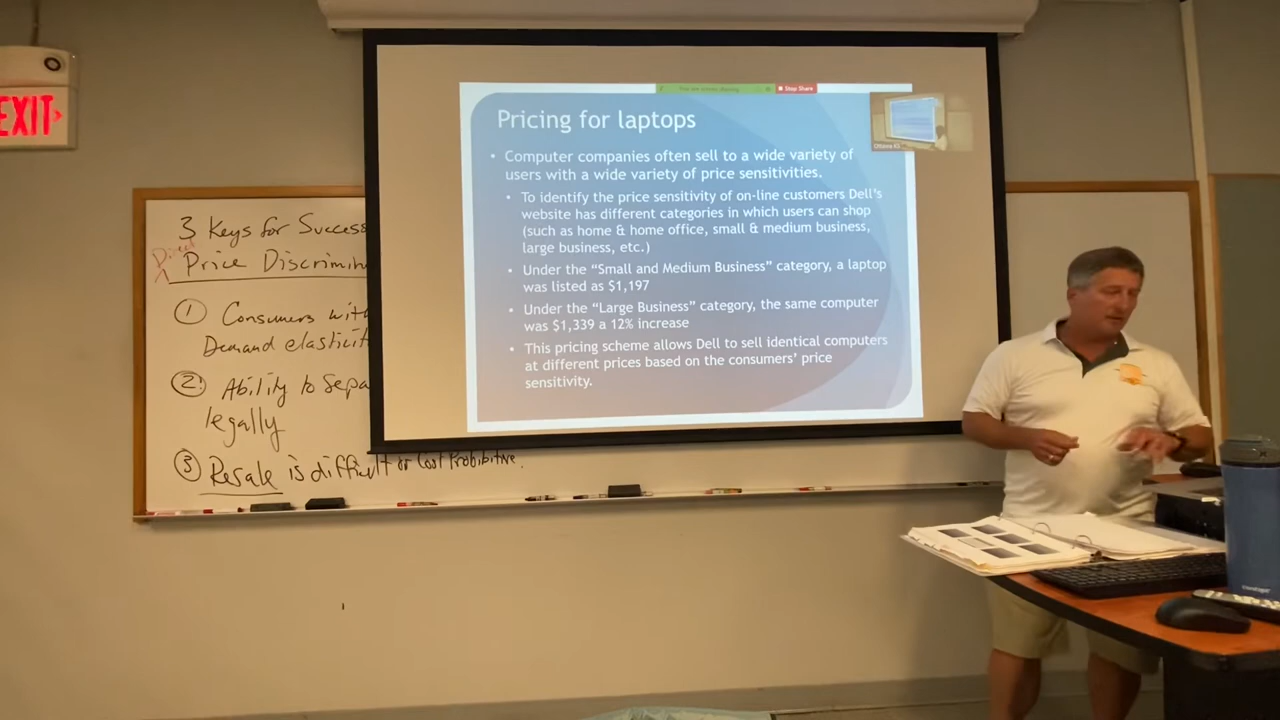 EXIT
3 Keys for Success
Direct
Price Discrimin
① Consumers with
Demand elasticit
② Ability to Sepa
legally
③ Resale is difficult or Cost Prohibitive.
Stop Share
Pricing for laptops
• Computer companies often sell to a wide variety of
users with a wide variety of price sensitivities.
• To identify the price sensitivity of on-line customers Dell's
website has different categories in which users can shop
(such as home & home office, small & medium business,
large business, etc.)
• Under the “Small and Medium Business” category, a laptop
was listed as $1,197
• Under the “Large Business” category, the same computer
was $1,339 a 12% increase
• This pricing scheme allows Dell to sell identical computers
at different prices based on the consumers’ price
sensitivity.
Ottawa KS